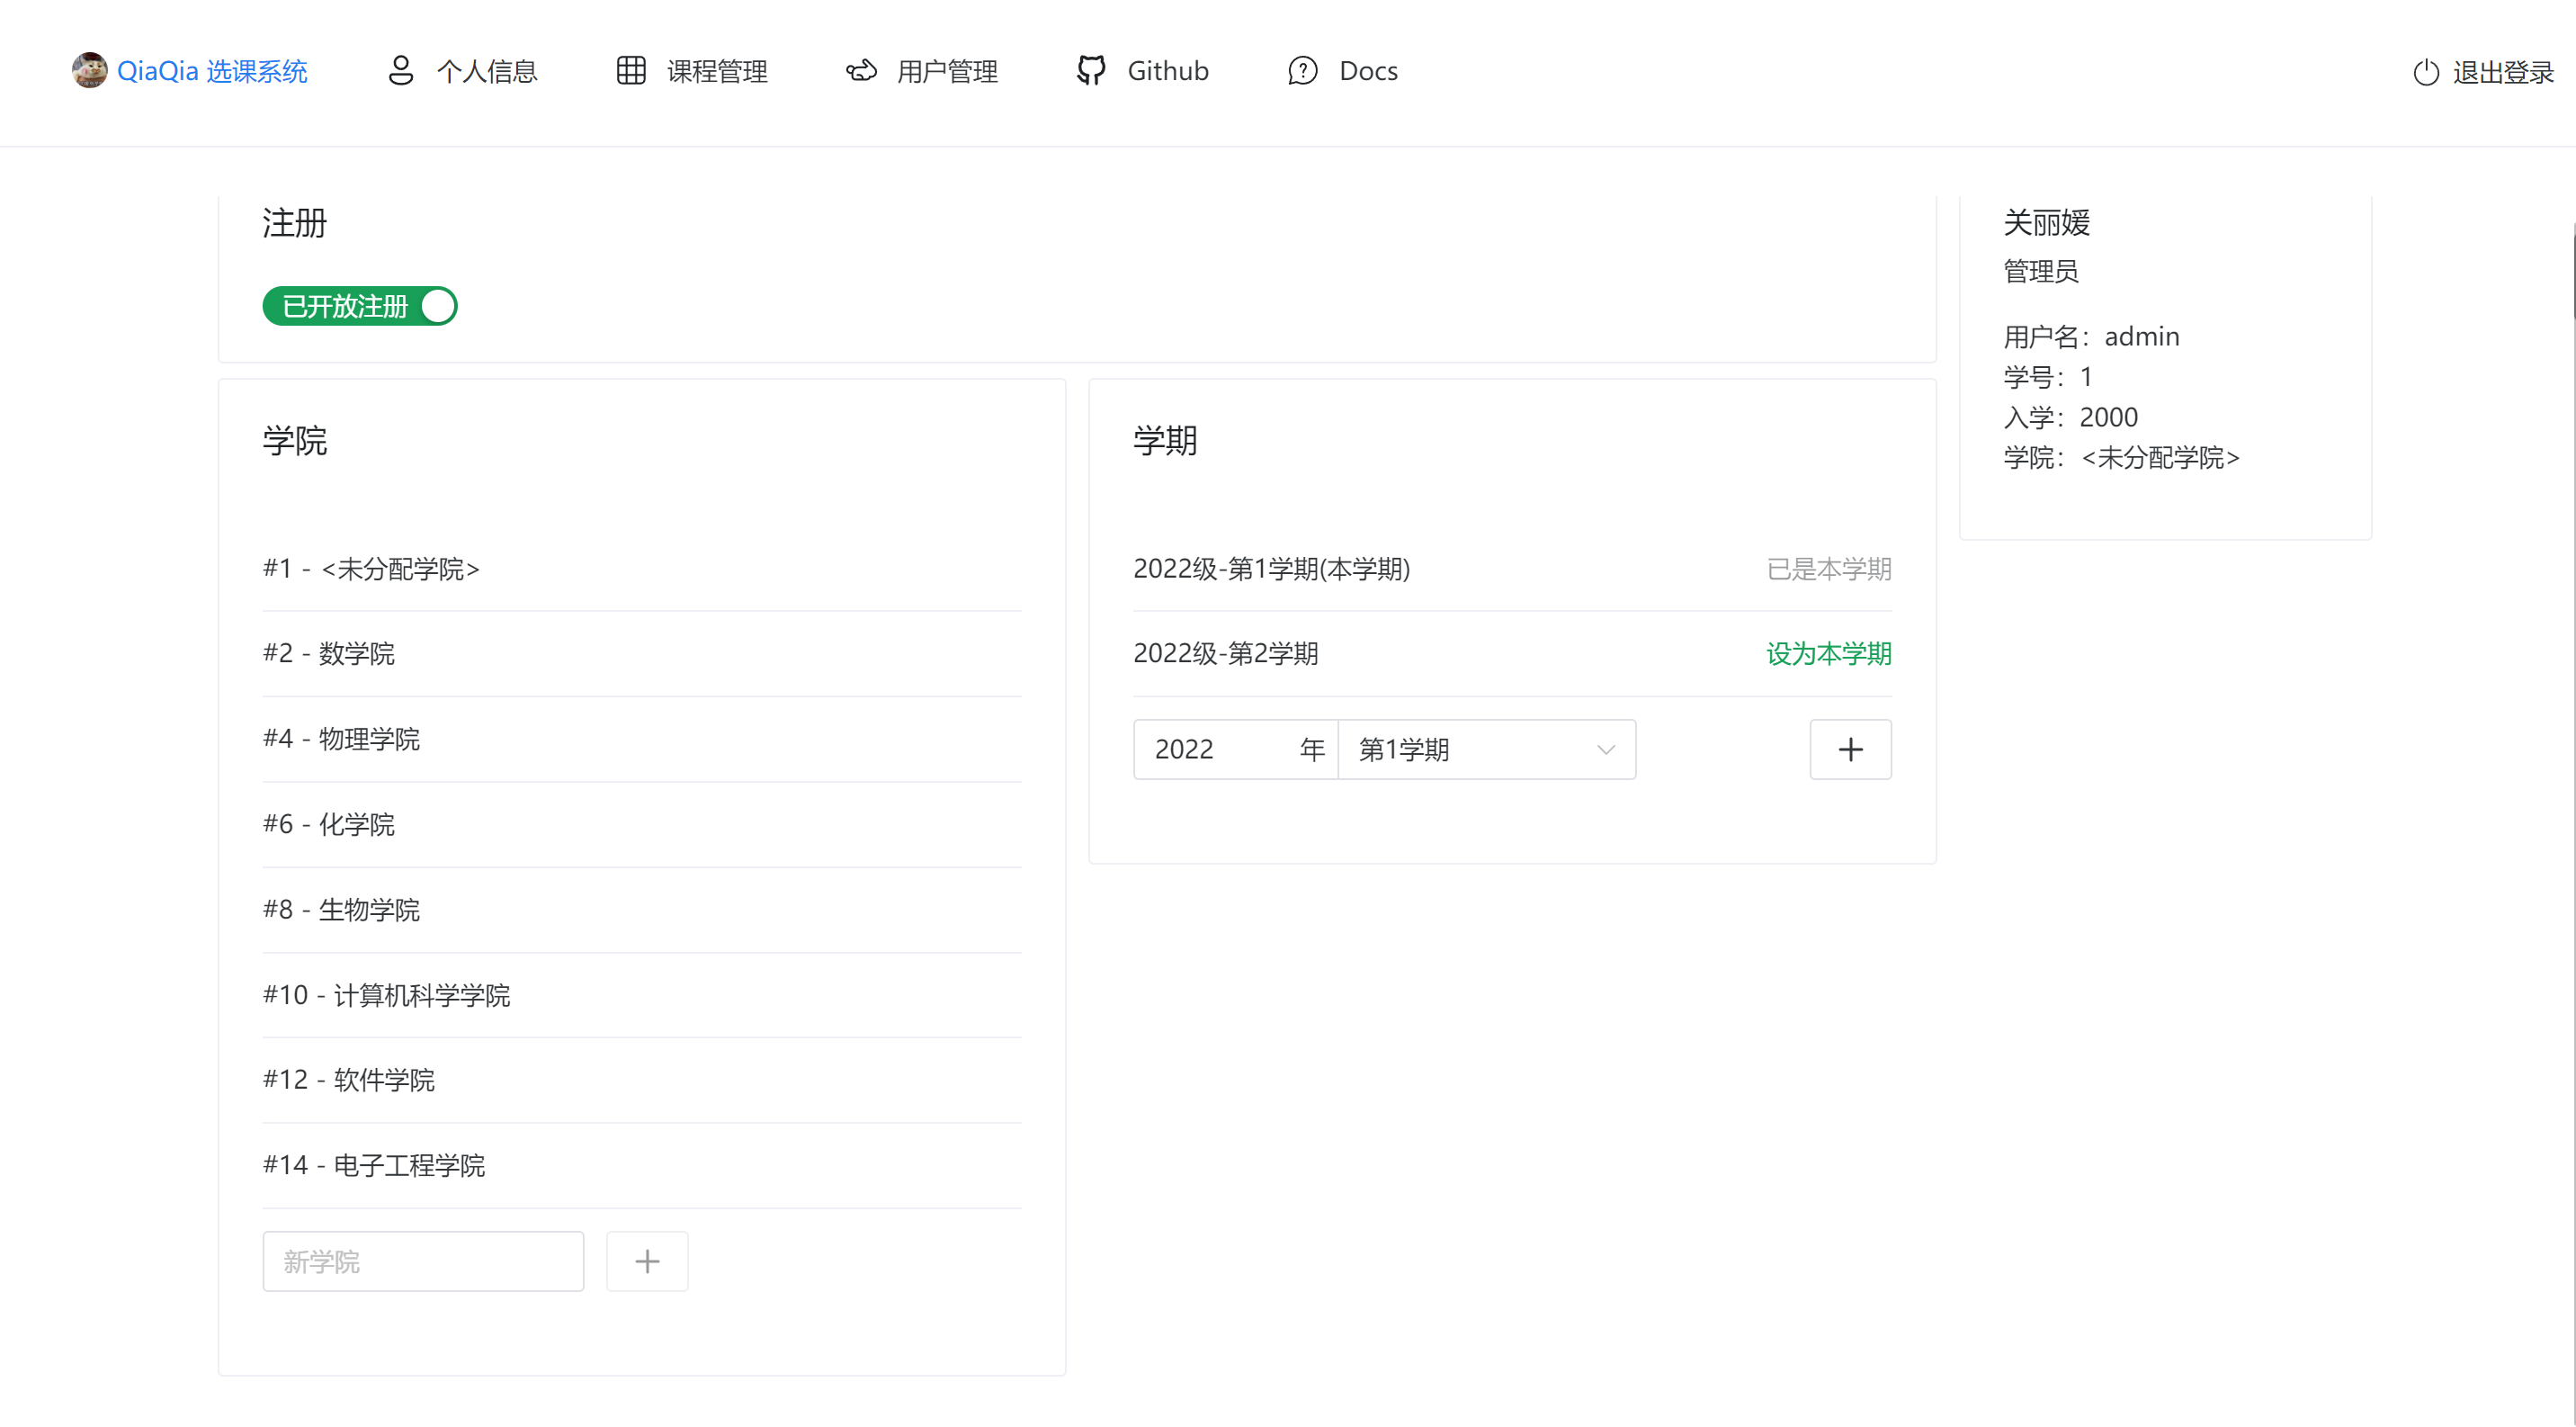 QiaQia 选课系统
个人信息
课程管理
用户管理
Github
Docs
退出登录
注册
已开放注册
学院
#1 - <未分配学院>
#2 - 数学院
#4 - 物理学院
#6 - 化学院
#8 - 生物学院
#10 - 计算机科学学院
#12 - 软件学院
#14 - 电子工程学院
新学院
学期
2022级-第1学期(本学期)
已是本学期
2022级-第2学期
设为本学期
2022 年
第1学期
关丽媛
管理员
用户名：admin
学号：1
入学：2000
学院：<未分配学院>